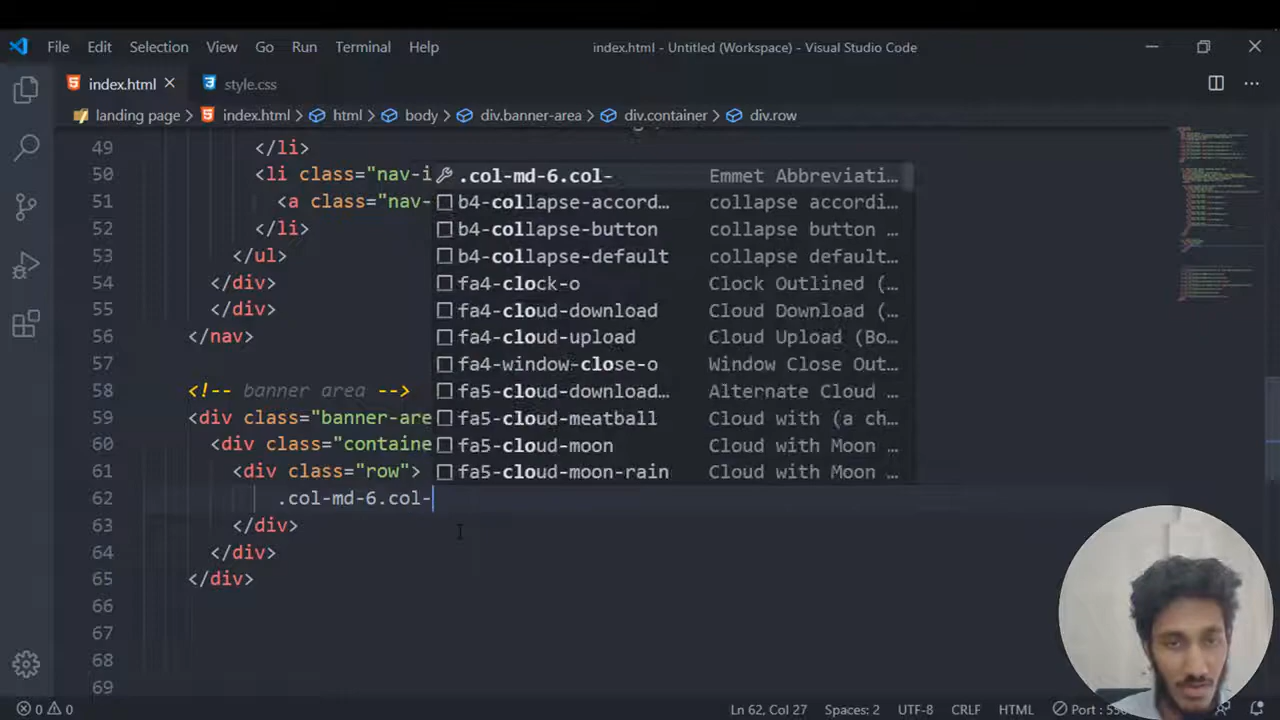 File Edit Selection View Go Run Terminal Help index.html - Untitled (Workspace) - Visual Studio Code
index.html style.css
landing page > index.html > html > body > div.banner-area > div.container > div.row
49 </li>
50 <li class="nav-i
51 <a class="nav-
52 </li>
53 </ul>
54 </div>
55 </div>
56 </nav>
57
58 <!-- banner area -->
59 <div class="banner-are
60 <div class="containe
61 <div class="row">
62 .col-md-6.col-
63 </div>
64 </div>
65 </div>
66
67
68
69
.col-md-6.col- Emmet Abbreviati…
b4-collapse-accord… collapse accordi…
b4-collapse-button collapse button …
b4-collapse-default collapse default…
fa4-clock-o Clock Outlined (…
fa4-cloud-download Cloud Download (…
fa4-cloud-upload Cloud Upload (Bo…
fa4-window-close-o Window Close Out…
fa5-cloud-download… Alternate Cloud …
fa5-cloud-meatball Cloud with (a ch…
fa5-cloud-moon Cloud with Moon …
fa5-cloud-moon-rain Cloud with Moon …
0 0 Ln 62, Col 27 Spaces: 2 UTF-8 CRLF HTML Port :